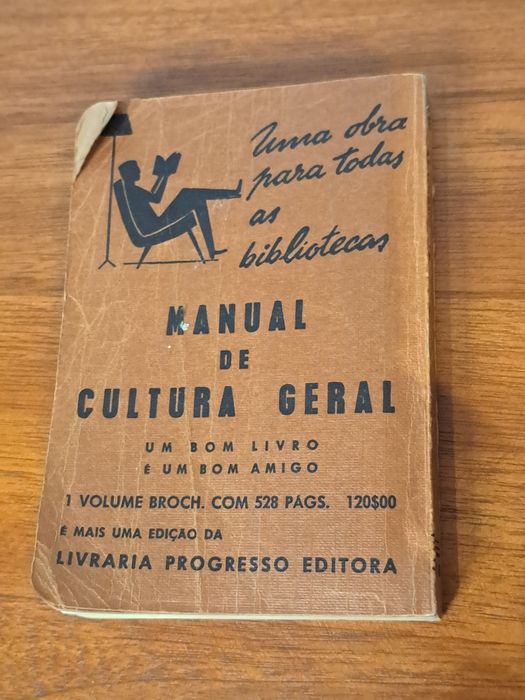 Uma obra
para todas
as
bibliotecas
MANUAL
DE
CULTURA GERAL
UM BOM LIVRO
É UM BOM AMIGO
1 VOLUME BROCH. COM 528 PÁGS. 120$00
É MAIS UMA EDIÇÃO DA
LIVRARIA PROGRESSO EDITORA